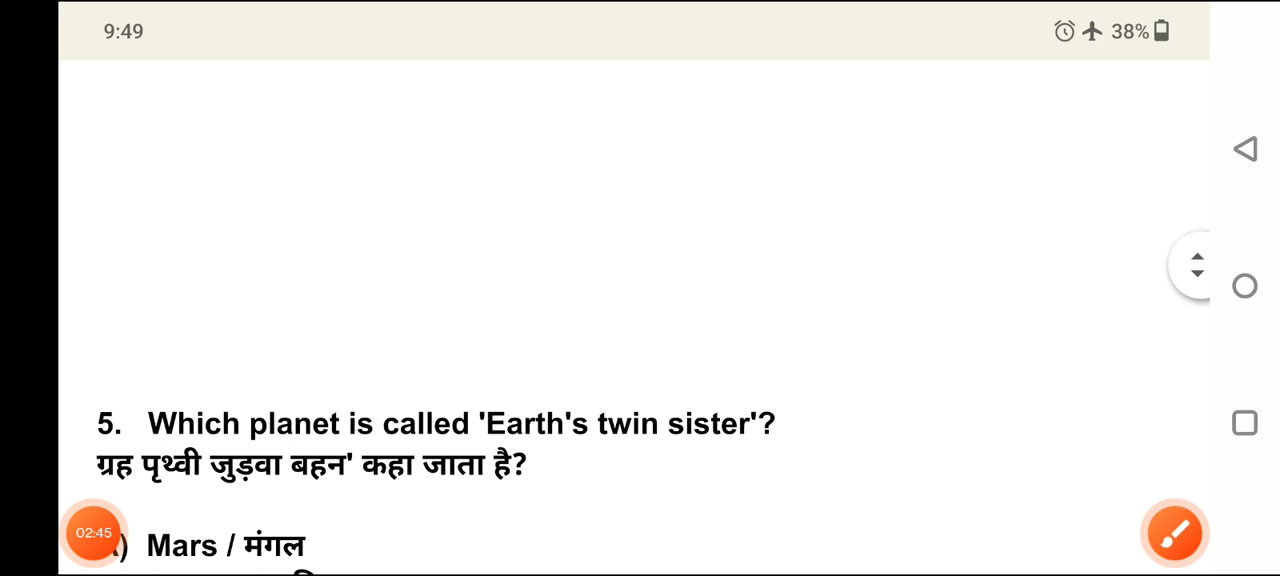 9:49
38%
5. Which planet is called 'Earth's twin sister'?
ग्रह पृथ्वी जुड़वा बहन' कहा जाता है?
02:45
) Mars / मंगल